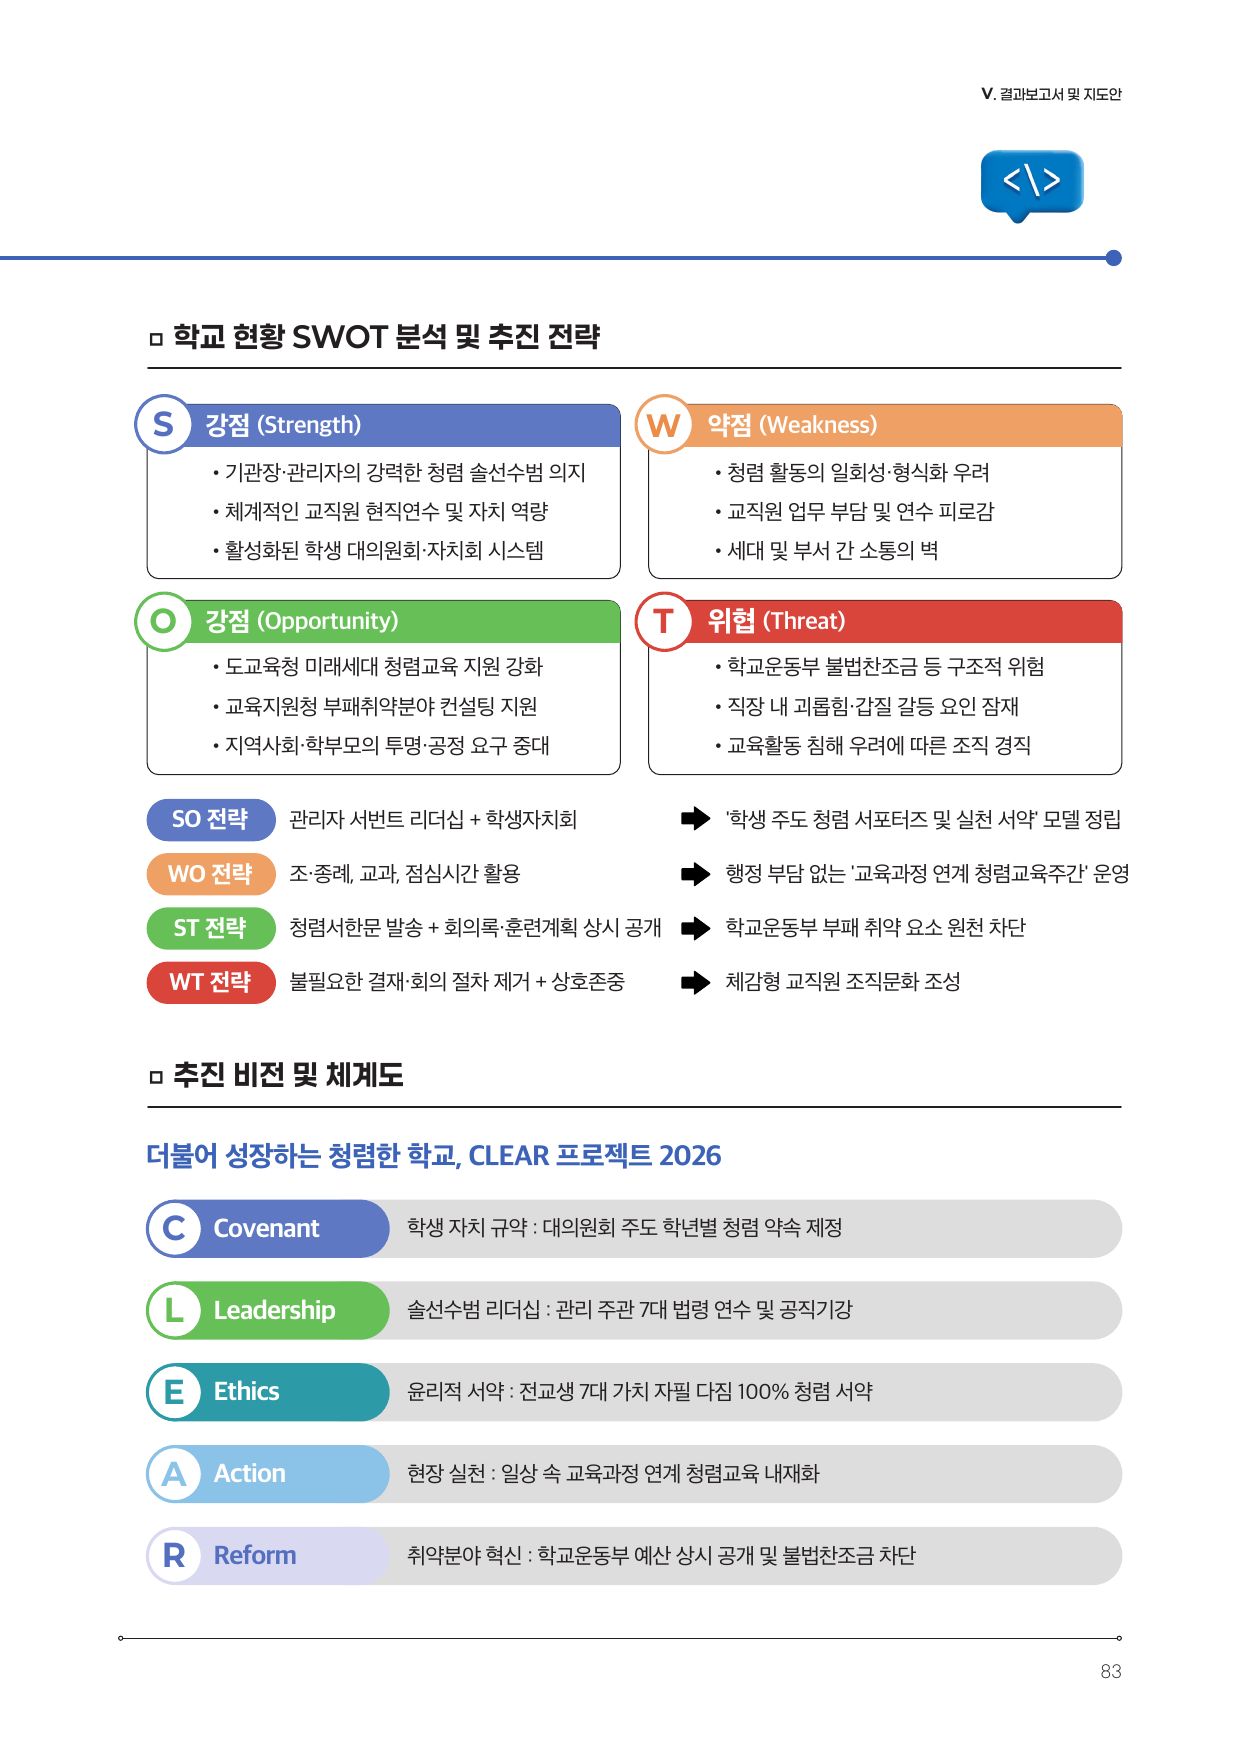 V. 결과보고서 및 지도안
<\>
학교 현황 SWOT 분석 및 추진 전략
S 강점 (Strength)
• 기관장·관리자의 강력한 청렴 솔선수범 의지
• 체계적인 교직원 현직연수 및 자치 역량
• 활성화된 학생 대의원회·자치회 시스템
W 약점 (Weakness)
• 청렴 활동의 일회성·형식화 우려
• 교직원 업무 부담 및 연수 피로감
• 세대 및 부서 간 소통의 벽
O 강점 (Opportunity)
• 도교육청 미래세대 청렴교육 지원 강화
• 교육지원청 부패취약분야 컨설팅 지원
• 지역사회·학부모의 투명·공정 요구 중대
T 위협 (Threat)
• 학교운동부 불법찬조금 등 구조적 위험
• 직장 내 괴롭힘·갑질 갈등 요인 잠재
• 교육활동 침해 우려에 따른 조직 경직
SO 전략 관리자 서번트 리더십 + 학생자치회 ➡ '학생 주도 청렴 서포터즈 및 실천 서약' 모델 정립
WO 전략 조·종례, 교과, 점심시간 활용 ➡ 행정 부담 없는 '교육과정 연계 청렴교육주간' 운영
ST 전략 청렴서한문 발송 + 회의록·훈련계획 상시 공개 ➡ 학교운동부 부패 취약 요소 원천 차단
WT 전략 불필요한 결재·회의 절차 제거 + 상호존중 ➡ 체감형 교직원 조직문화 조성
추진 비전 및 체계도
더불어 성장하는 청렴한 학교, CLEAR 프로젝트 2026
C Covenant 학생 자치 규약 : 대의원회 주도 학년별 청렴 약속 제정
L Leadership 솔선수범 리더십 : 관리 주관 7대 법령 연수 및 공직기강
E Ethics 윤리적 서약 : 전교생 7대 가치 자필 다짐 100% 청렴 서약
A Action 현장 실천 : 일상 속 교육과정 연계 청렴교육 내재화
R Reform 취약분야 혁신 : 학교운동부 예산 상시 공개 및 불법찬조금 차단
83